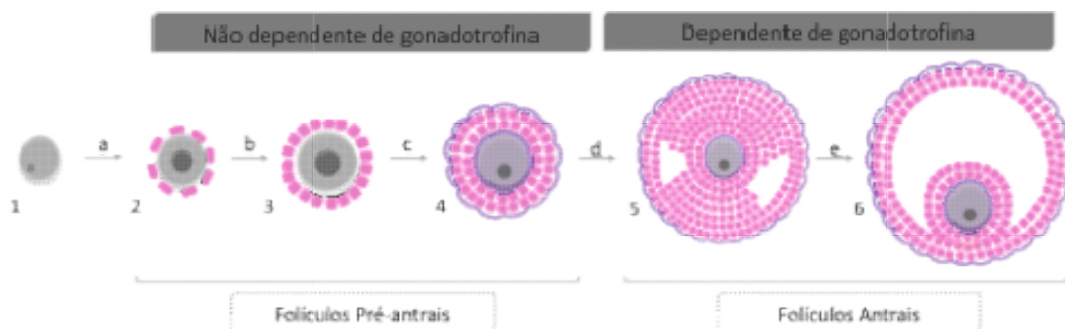 Não dependente de gonadotrofina
Dependente de gonadotrofina
a
b
c
d
e
1
2
3
4
5
6
Folículos Pré-antrais
Folículos Antrais